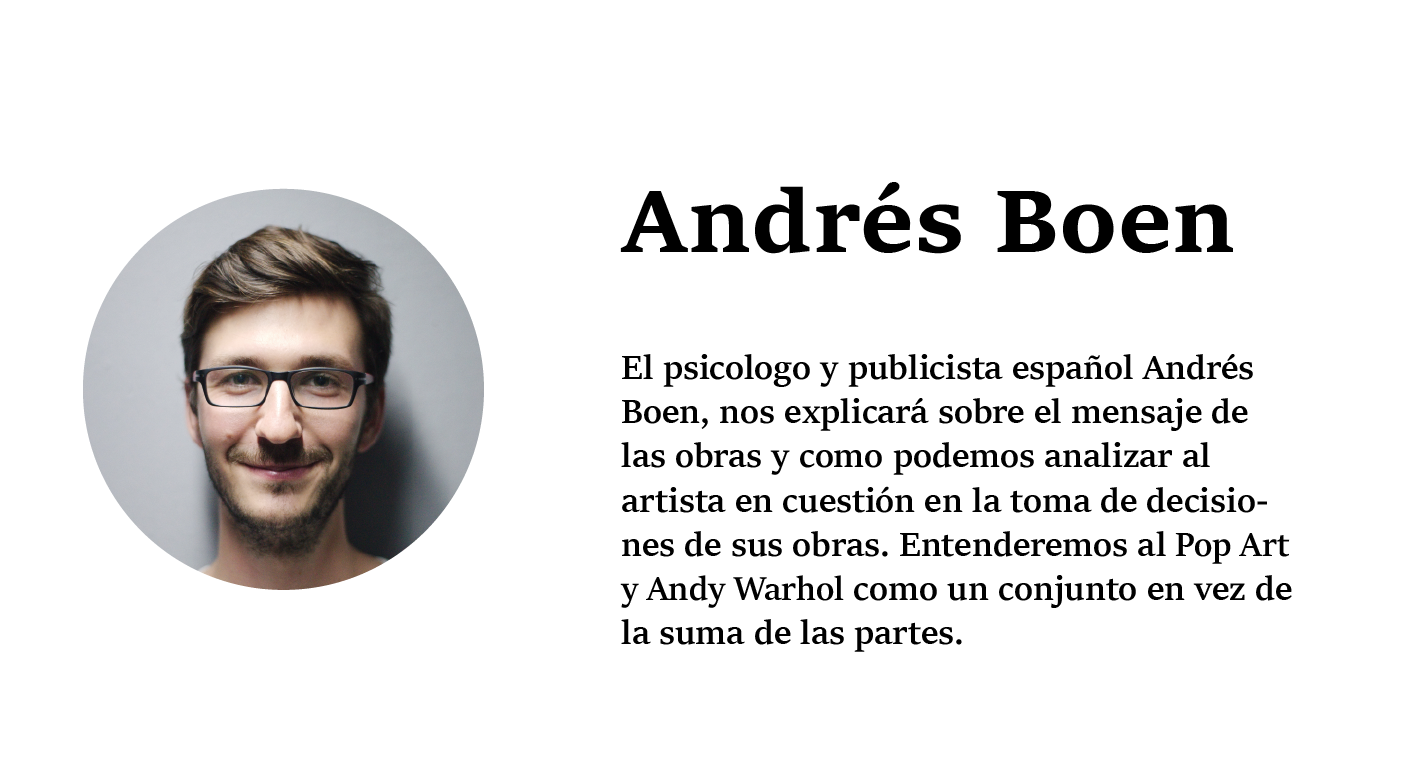 Andrés Boen
El psicologo y publicista español Andrés
Boen, nos explicará sobre el mensaje de
las obras y como podemos analizar al
artista en cuestión en la toma de decisio-
nes de sus obras. Entenderemos al Pop Art
y Andy Warhol como un conjunto en vez de
la suma de las partes.